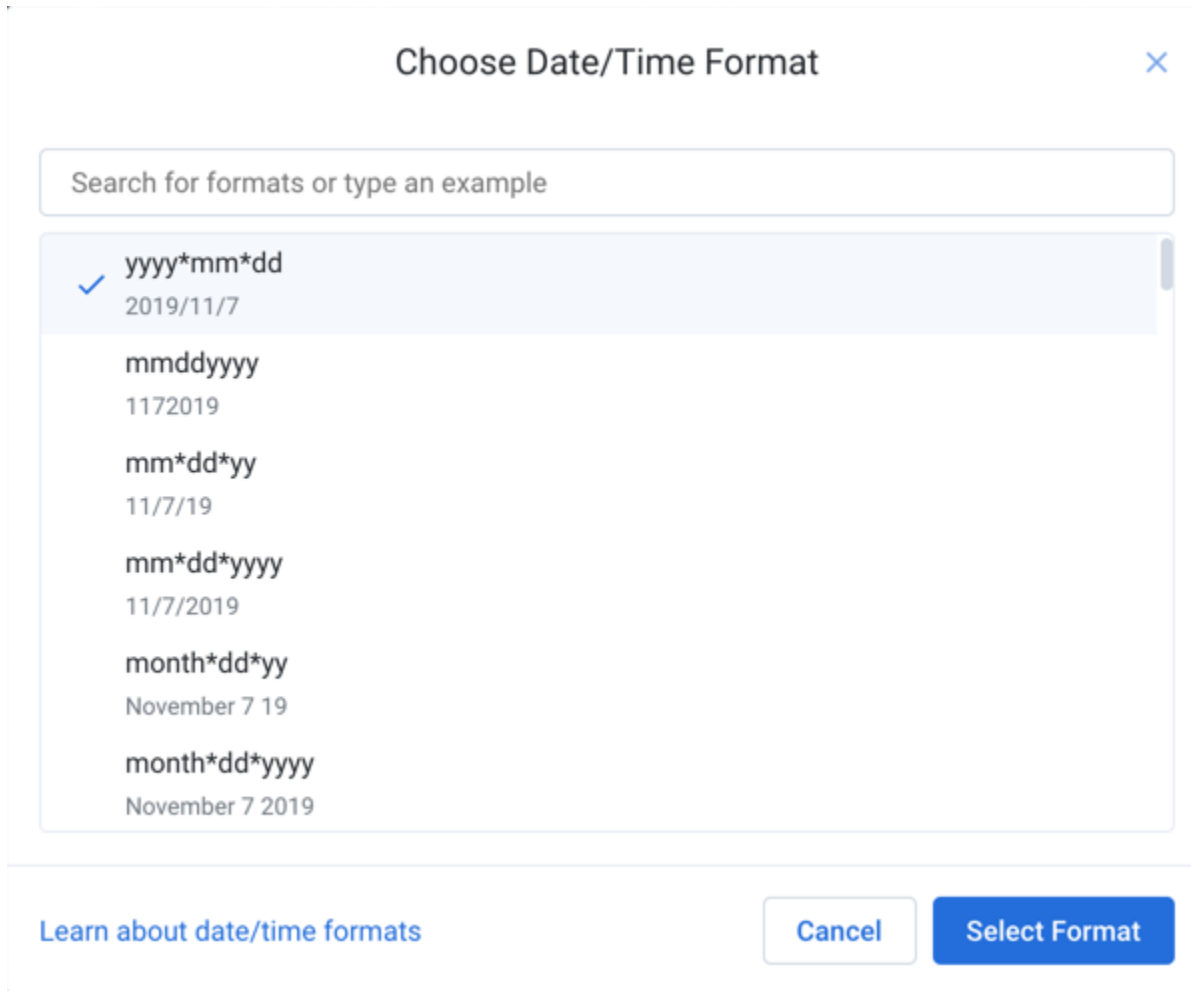 Choose Date/Time Format
Search for formats or type an example
yyyy*mm*dd
2019/11/7
mmddyyyy
1172019
mm*dd*yy
11/7/19
mm*dd*yyyy
11/7/2019
month*dd*yy
November 7 19
month*dd*yyyy
November 7 2019
Learn about date/time formats
Cancel
Select Format